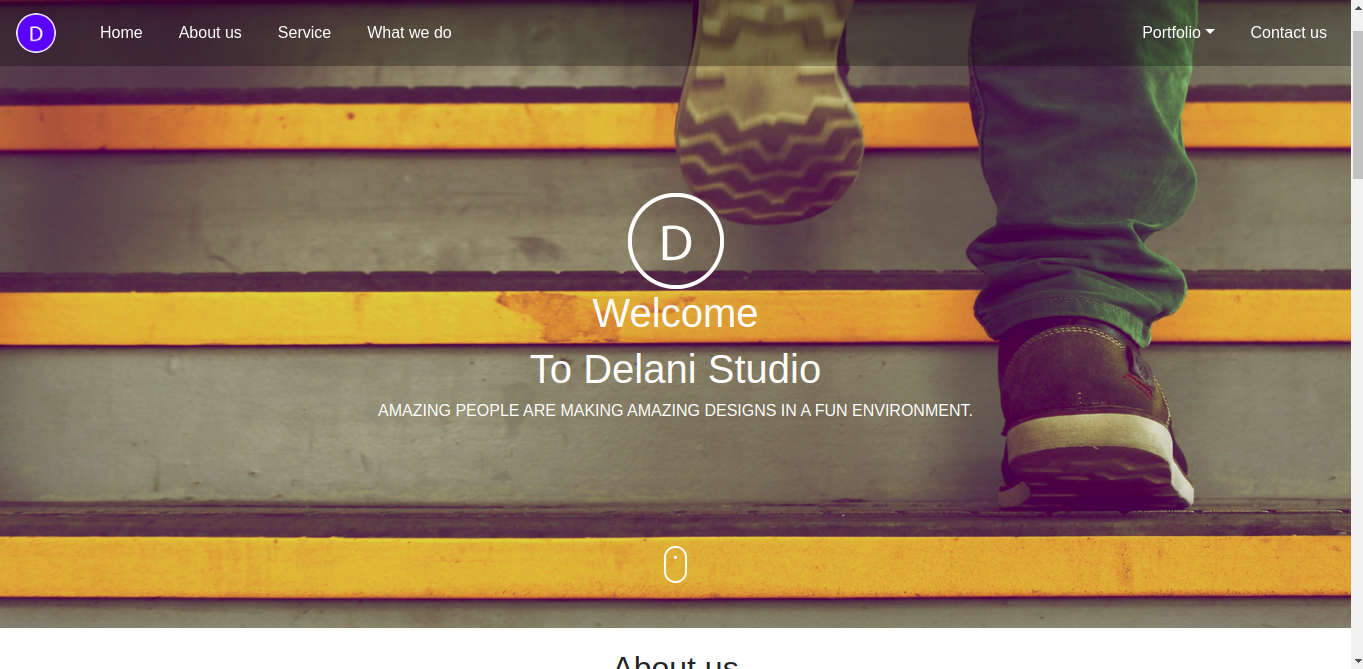 D Home About us Service What we do Portfolio Contact us
D
Welcome
To Delani Studio
AMAZING PEOPLE ARE MAKING AMAZING DESIGNS IN A FUN ENVIRONMENT.
About us